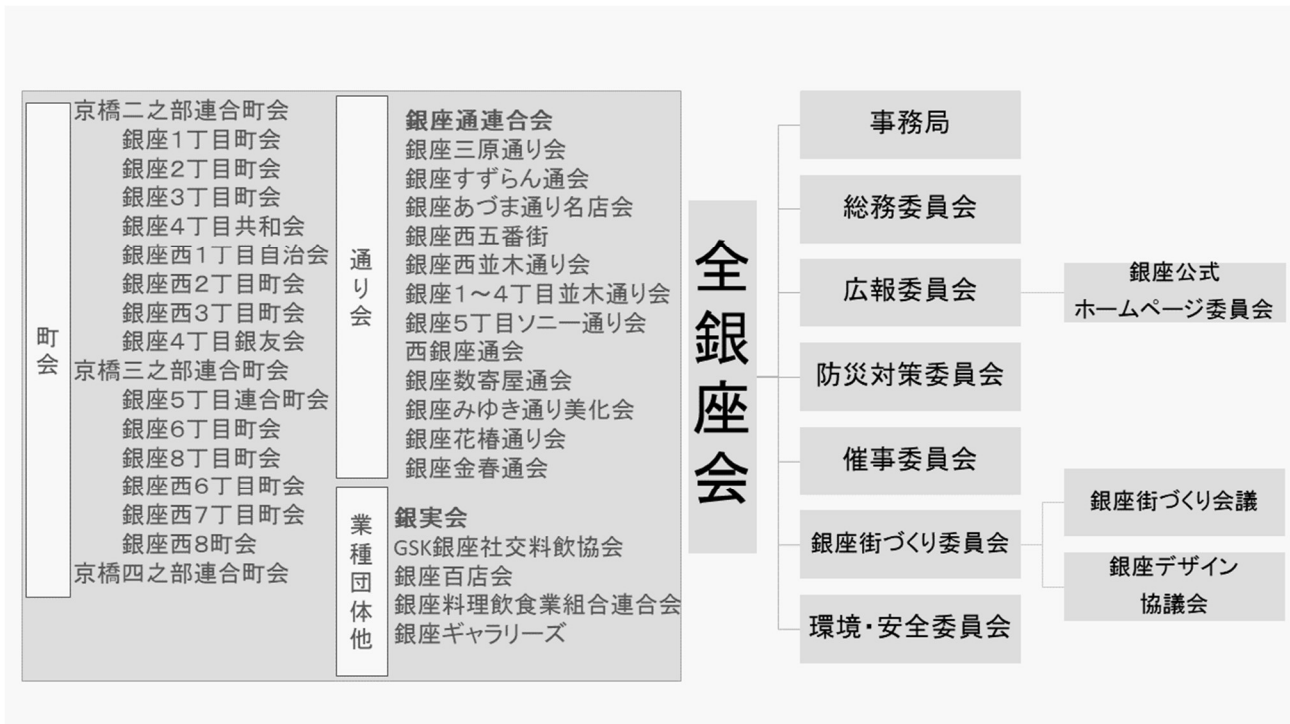 町会
京橋二之部連合町会
銀座1丁目町会
銀座2丁目町会
銀座3丁目町会
銀座4丁目共和会
銀座西1丁目自治会
銀座西2丁目町会
銀座西3丁目町会
銀座4丁目銀友会
京橋三之部連合町会
銀座5丁目連合町会
銀座6丁目町会
銀座8丁目町会
銀座西6丁目町会
銀座西7丁目町会
銀座西8町会
京橋四之部連合町会
通り会
銀座通連合会
銀座三原通り会
銀座すずらん通会
銀座あづま通り名店会
銀座西五番街
銀座西並木通り会
銀座1～4丁目並木通り会
銀座5丁目ソニー通り会
西銀座通会
銀座数寄屋通会
銀座みゆき通り美化会
銀座花椿通り会
銀座金春通会
業種団体他
銀実会
GSK銀座社交料飲協会
銀座百店会
銀座料理飲食業組合連合会
銀座ギャラリーズ
全銀座会
事務局
総務委員会
広報委員会
銀座公式
ホームページ委員会
防災対策委員会
催事委員会
銀座街づくり委員会
銀座街づくり会議
銀座デザイン
協議会
環境・安全委員会